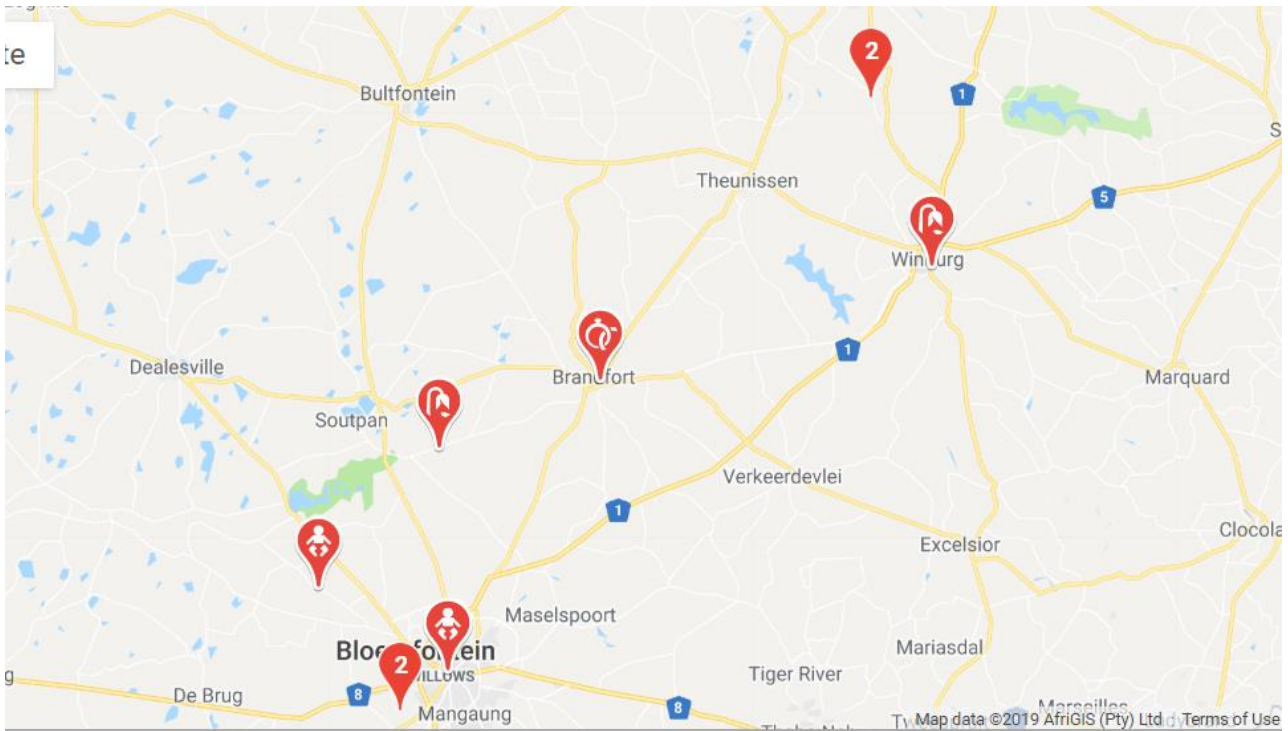 te
2
Bultfontein
1
Theunissen
5
Winburg
1
Brandfort
Dealesville
Marquard
Soutpan
Verkeerdevlei
1
Clocola
Excelsior
Maselspoort
Bloemfontein
Mariasdal
2
Tiger River
8
De Brug
8
Mangaung
Marseilles
Map data ©2019 AfriGIS (Pty) Ltd Terms of Use